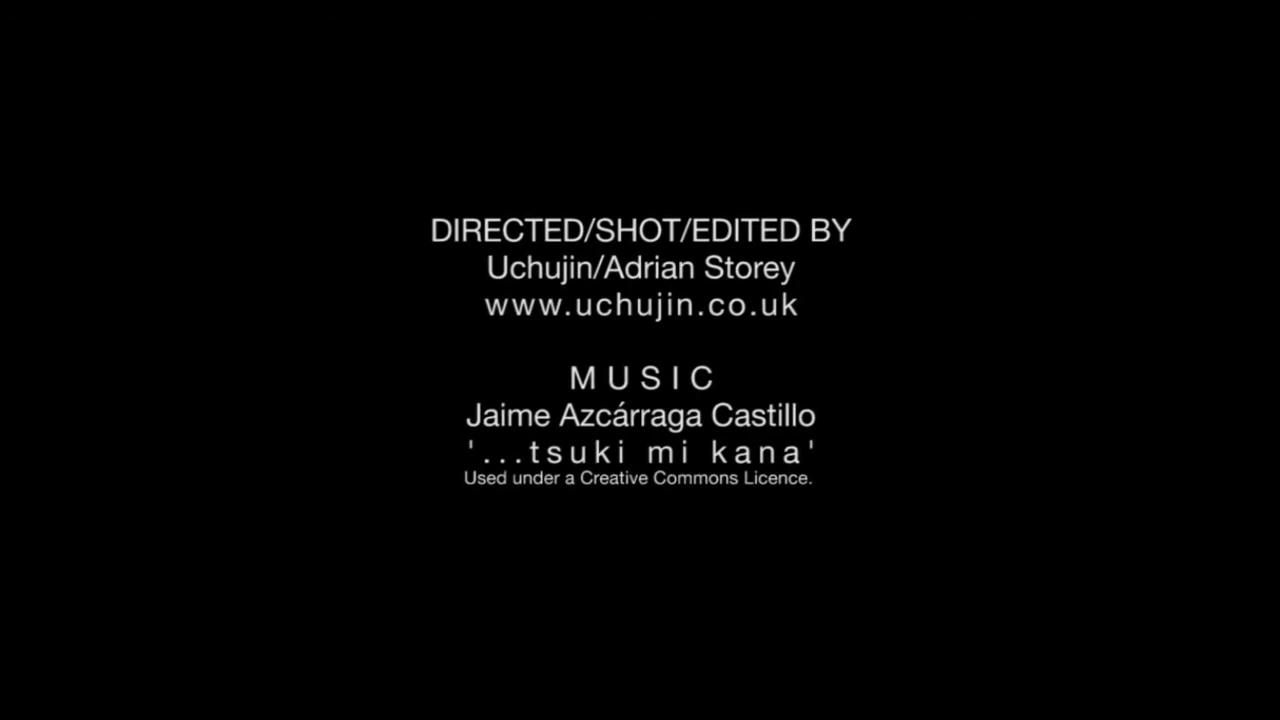 DIRECTED/SHOT/EDITED BY
Uchujin/Adrian Storey
www.uchujin.co.uk
MUSIC
Jaime Azcárraga Castillo
'...tsuki mi kana'
Used under a Creative Commons Licence.